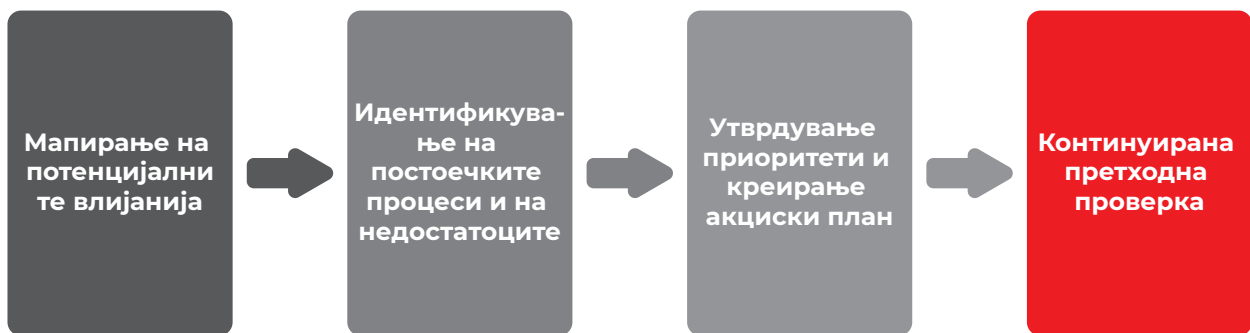 Мапирање на
потенцијални
те влијанија
Идентификува-
ње на
постоечките
процеси и на
недостатоците
Утврдување
приоритети и
креирање
акциски план
Континуирана
претходна
проверка